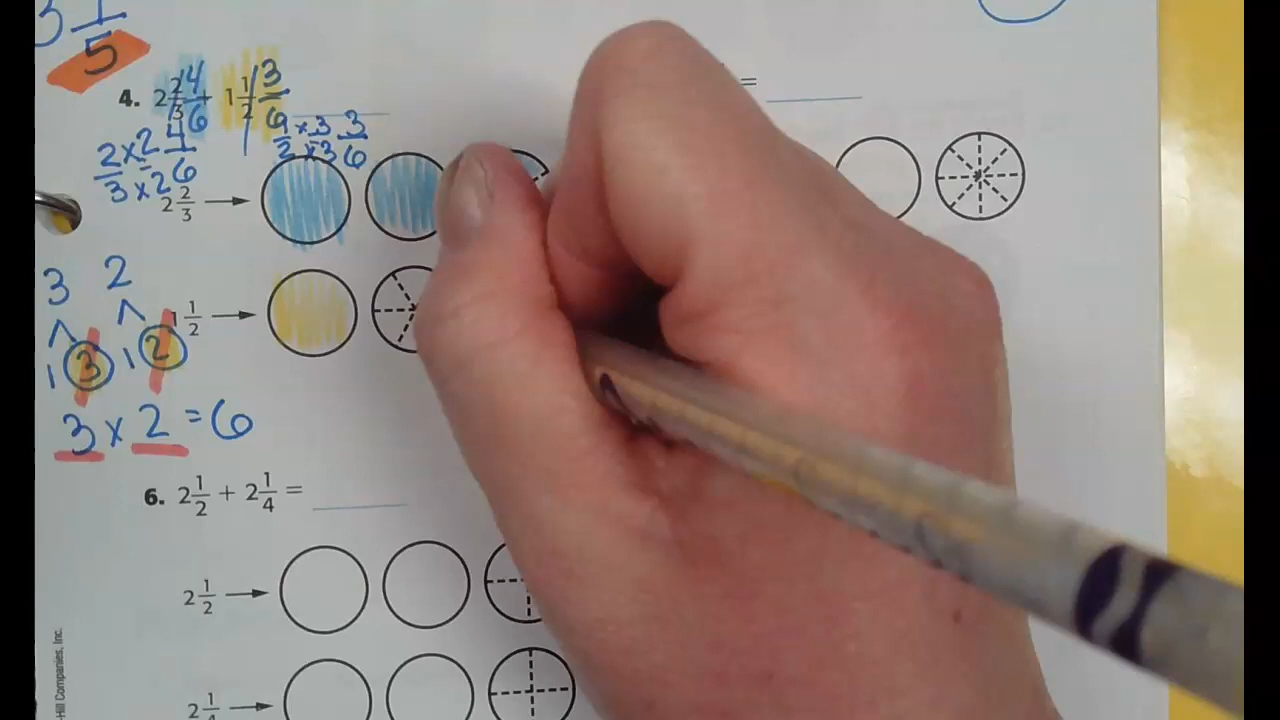 3 1/5
4. 2 2/3 4/6 + 1 1/2 3/6
=
2/3 × 2/2 = 4/6
1/2 × 3/3 = 3/6
2 2/3 →
3 2
1 3 1 2
1/2 →
3 × 2 = 6
6. 2 1/2 + 2 1/4 =
2 1/2 →
2 1/4 →
-Hill Companies, Inc.